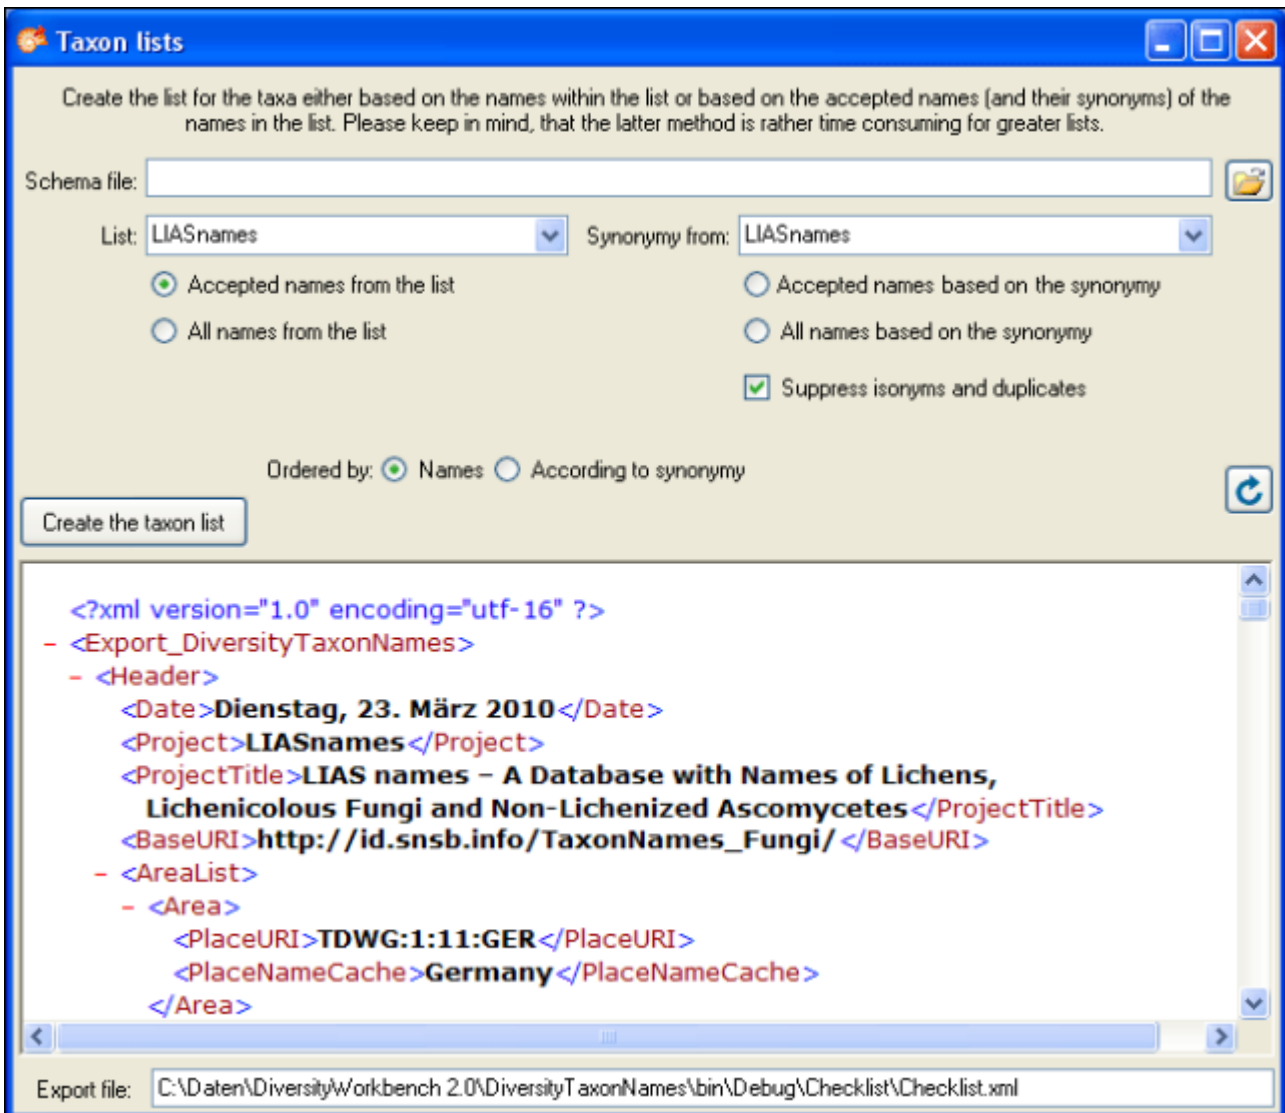 Taxon lists
Create the list for the taxa either based on the names within the list or based on the accepted names (and their synonyms) of the
names in the list. Please keep in mind, that the latter method is rather time consuming for greater lists.
Schema file:
List: LIASnames Synonymy from: LIASnames
Accepted names from the list Accepted names based on the synonymy
All names from the list All names based on the synonymy
Suppress isonyms and duplicates
Ordered by: Names According to synonymy
Create the taxon list
<?xml version="1.0" encoding="utf-16" ?>
- <Export_DiversityTaxonNames>
- <Header>
<Date>Dienstag, 23. März 2010</Date>
<Project>LIASnames</Project>
<ProjectTitle>LIAS names – A Database with Names of Lichens,
Lichenicolous Fungi and Non-Lichenized Ascomycetes</ProjectTitle>
<BaseURI>http://id.snsb.info/TaxonNames_Fungi/</BaseURI>
- <AreaList>
- <Area>
<PlaceURI>TDWG:1:11:GER</PlaceURI>
<PlaceNameCache>Germany</PlaceNameCache>
</Area>
Export file: C:\Daten\DiversityWorkbench 2.0\DiversityTaxonNames\bin\Debug\Checklist\Checklist.xml